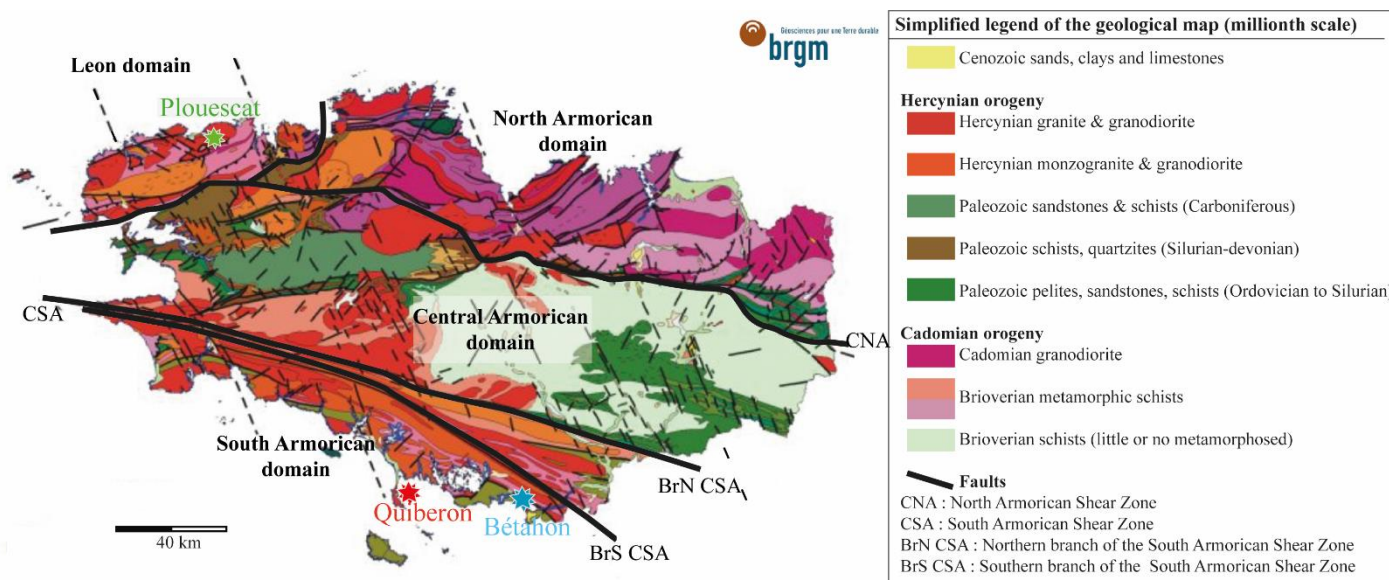 Géosciences pour une Terre durable
brgm
Leon domain
Plouescat
North Armorican
domain
CSA
Central Armorican
domain
CNA
South Armorican
domain
BrN CSA
Quiberon
Bétahon
BrS CSA
40 km
Simplified legend of the geological map (millionth scale)
Cenozoic sands, clays and limestones
Hercynian orogeny
Hercynian granite & granodiorite
Hercynian monzogranite & granodiorite
Paleozoic sandstones & schists (Carboniferous)
Paleozoic schists, quartzites (Silurian-devonian)
Paleozoic pelites, sandstones, schists (Ordovician to Silurian)
Cadomian orogeny
Cadomian granodiorite
Brioverian metamorphic schists
Brioverian schists (little or no metamorphosed)
Faults
CNA : North Armorican Shear Zone
CSA : South Armorican Shear Zone
BrN CSA : Northern branch of the South Armorican Shear Zone
BrS CSA : Southern branch of the South Armorican Shear Zone